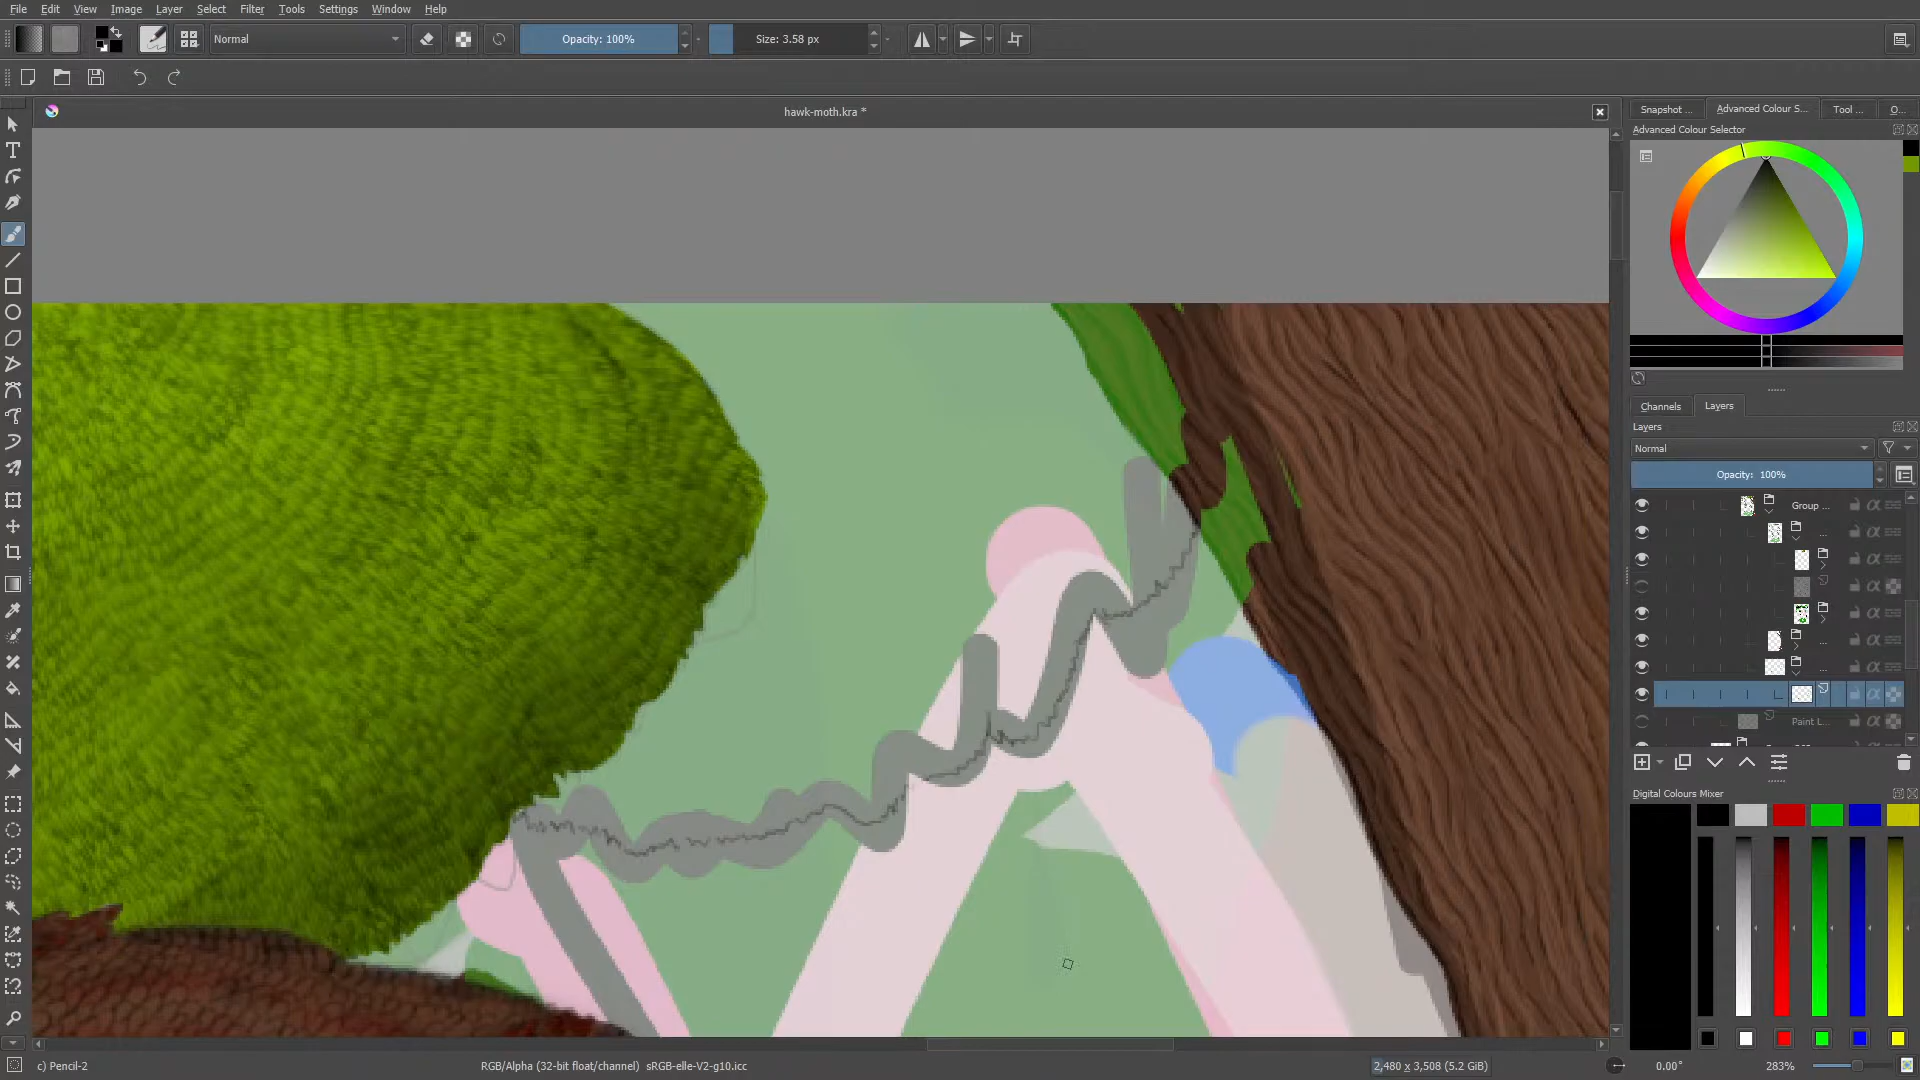 File Edit View Image Layer Select Filter Tools Settings Window Help
Normal Opacity: 100% Size: 3.58 px
hawk-moth.kra *
Snapshot ... Advanced Colour S... Tool ... O...
Advanced Colour Selector
Channels Layers
Layers
Normal
Opacity: 100%
Group ...
...
...
...
Paint L...
Digital Colours Mixer
c) Pencil-2 RGB/Alpha (32-bit float/channel) sRGB-elle-V2-g10.icc 2,480 x 3,508 (5.2 GiB) 0.00° 283%